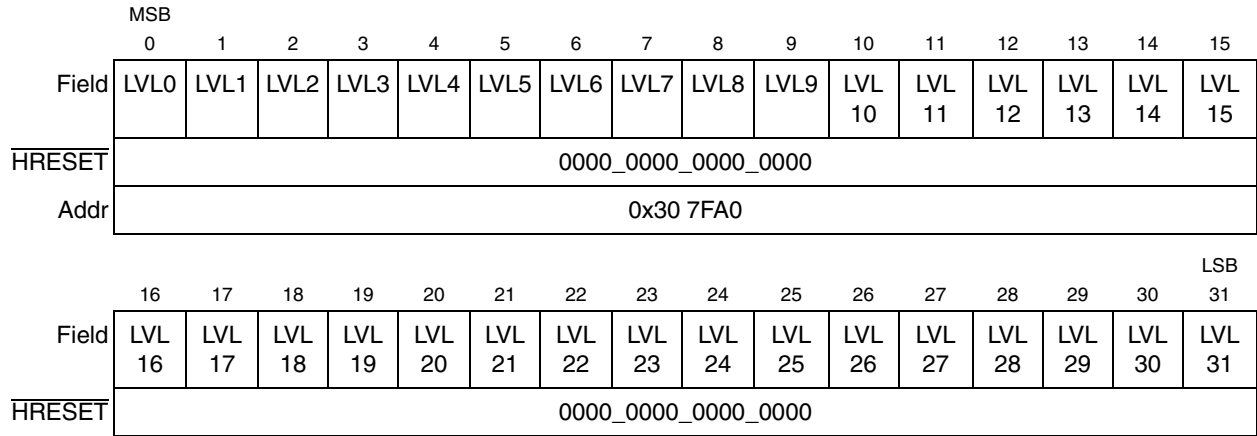 MSB
0 1 2 3 4 5 6 7 8 9 10 11 12 13 14 15
Field LVL0 LVL1 LVL2 LVL3 LVL4 LVL5 LVL6 LVL7 LVL8 LVL9 LVL LVL LVL LVL LVL LVL
10 11 12 13 14 15
HRESET 0000_0000_0000_0000
Addr 0x30 7FA0
LSB
16 17 18 19 20 21 22 23 24 25 26 27 28 29 30 31
Field LVL LVL LVL LVL LVL LVL LVL LVL LVL LVL LVL LVL LVL LVL LVL LVL
16 17 18 19 20 21 22 23 24 25 26 27 28 29 30 31
HRESET 0000_0000_0000_0000